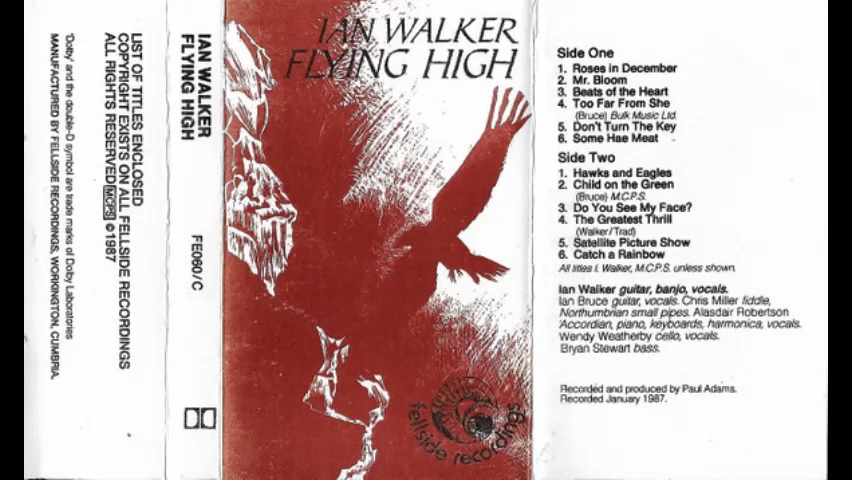 'Dolby' and the double-D symbol are trade marks of Dolby Laboratories
MANUFACTURED BY FELLSIDE RECORDINGS, WORKINGTON, CUMBRIA.
LIST OF TITLES ENCLOSED
COPYRIGHT EXISTS ON ALL FELLSIDE RECORDINGS
ALL RIGHTS RESERVED MCPS ©1987
IAN WALKER
FLYING HIGH
FE060/C
IAN WALKER
FLYING HIGH
fellside recordings
Side One
1. Roses in December
2. Mr. Bloom
3. Beats of the Heart
4. Too Far From She
(Bruce) Bulk Music Ltd.
5. Don't Turn The Key
6. Some Hae Meat
Side Two
1. Hawks and Eagles
2. Child on the Green
(Bruce) M.C.P.S.
3. Do You See My Face?
4. The Greatest Thrill
(Walker/Trad)
5. Satellite Picture Show
6. Catch a Rainbow
All titles I. Walker, M.C.P.S. unless shown.
Ian Walker guitar, banjo, vocals.
Ian Bruce guitar, vocals. Chris Miller fiddle,
Northumbrian small pipes. Alasdair Robertson
Accordian, piano, keyboards, harmonica, vocals.
Wendy Weatherby cello, vocals.
Bryan Stewart bass.
Recorded and produced by Paul Adams.
Recorded January 1987.